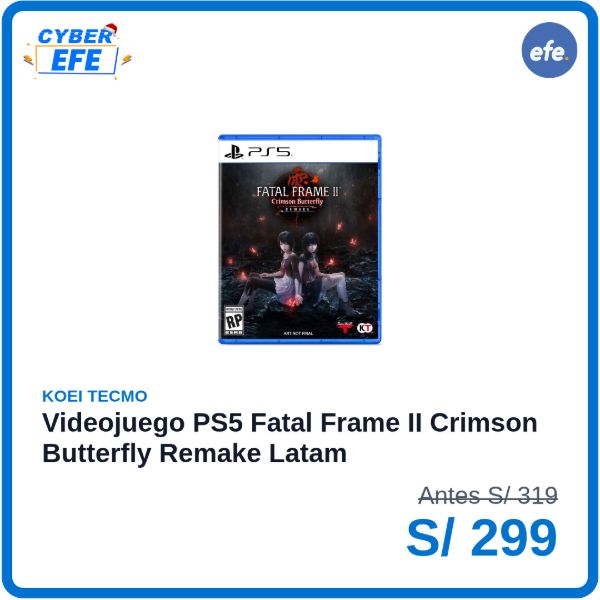 CYBER
EFE
efe.
PS5
FATAL FRAME II
Crimson Butterfly
REMAKE
RP
ESRB
ART NOT FINAL
KT
KOEI TECMO
Videojuego PS5 Fatal Frame II Crimson
Butterfly Remake Latam
Antes S/ 319
S/ 299